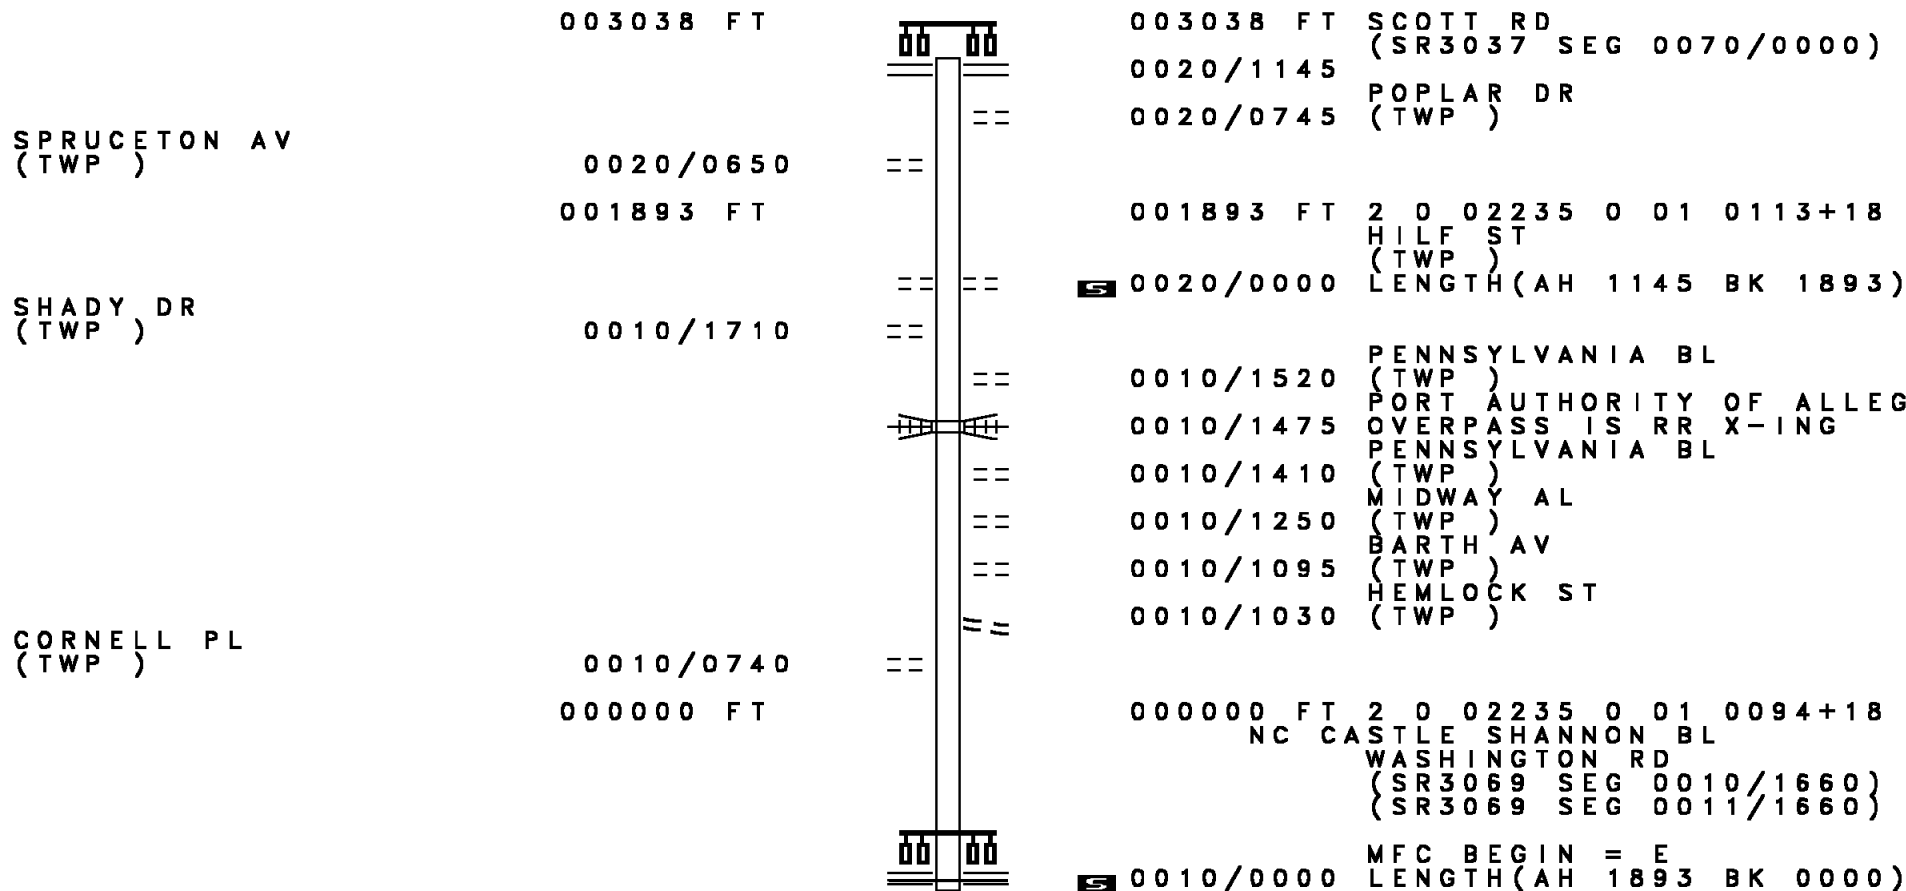 003038 FT 003038 FT SCOTT RD
(SR3037 SEG 0070/0000)
0020/1145
POPLAR DR
0020/0745 (TWP )
SPRUCETON AV
(TWP ) 0020/0650
001893 FT 001893 FT 2 0 02235 0 01 0113+18
HILF ST
(TWP )
S 0020/0000 LENGTH(AH 1145 BK 1893)
SHADY DR
(TWP ) 0010/1710
PENNSYLVANIA BL
0010/1520 (TWP )
PORT AUTHORITY OF ALLEG
0010/1475 OVERPASS IS RR X-ING
PENNSYLVANIA BL
0010/1410 (TWP )
MIDWAY AL
0010/1250 (TWP )
BARTH AV
0010/1095 (TWP )
HEMLOCK ST
0010/1030 (TWP )
CORNELL PL
(TWP ) 0010/0740
000000 FT 000000 FT 2 0 02235 0 01 0094+18
NC CASTLE SHANNON BL
WASHINGTON RD
(SR3069 SEG 0010/1660)
(SR3069 SEG 0011/1660)
MFC BEGIN = E
S 0010/0000 LENGTH(AH 1893 BK 0000)